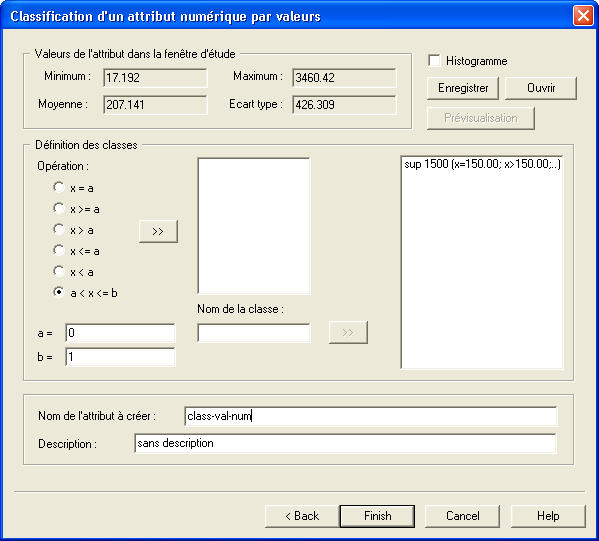 Classification d'un attribut numérique par valeurs
Valeurs de l'attribut dans la fenêtre d'étude
Minimum : 17.192 Maximum : 3460.42
Moyenne : 207.141 Ecart type : 426.309
Histogramme
Enregistrer Ouvrir
Prévisualisation
Définition des classes
Opération :
x = a
x >= a
x > a
x <= a
x < a
a < x <= b
>>
a = 0
b = 1
Nom de la classe :
>>
sup 1500 (x=150.00; x>150.00;..)
Nom de l'attribut à créer : class-val-num
Description : sans description
< Back Finish Cancel Help